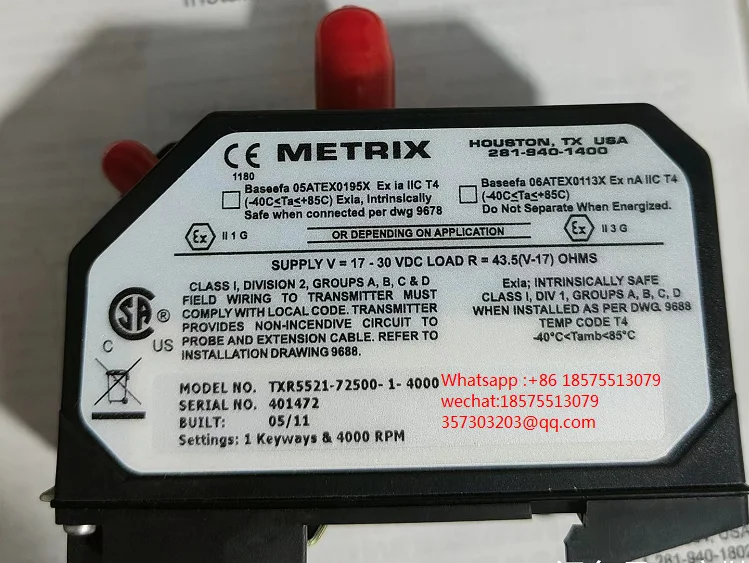 CE METRIX
1180
HOUSTON, TX USA
281-940-1400
Baseefa 05ATEX0195X Ex ia IIC T4
(-40C≤Ta≤+85C) Exia, Intrinsically
Safe when connected per dwg 9678
Baseefa 06ATEX0113X Ex nA IIC T4
(-40C≤Ta≤+85C)
Do Not Separate When Energized.
Ex II 1 G
OR DEPENDING ON APPLICATION
Ex II 3 G
SUPPLY V = 17 - 30 VDC LOAD R = 43.5(V-17) OHMS
CLASS I, DIVISION 2, GROUPS A, B, C & D
FIELD WIRING TO TRANSMITTER MUST
COMPLY WITH LOCAL CODE. TRANSMITTER
PROVIDES NON-INCENDIVE CIRCUIT TO
PROBE AND EXTENSION CABLE. REFER TO
INSTALLATION DRAWING 9688.
Exia; INTRINSICALLY SAFE
CLASS I, DIV 1, GROUPS A, B, C, D
WHEN INSTALLED AS PER DWG. 9688
TEMP CODE T4
-40°C<Tamb<85°C
SA ®
C US
MODEL NO. TXR5521-72500- 1- 4000
SERIAL NO. 401472
BUILT: 05/11
Settings: 1 Keyways & 4000 RPM
Whatsapp :+86 18575513079
wechat:18575513079
357303203@qq.com
281-940-1802